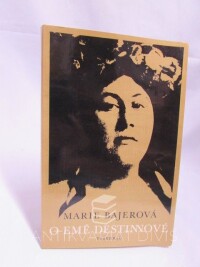 MARIE BAJEROVÁ
O EMĚ DESTINNOVÉ